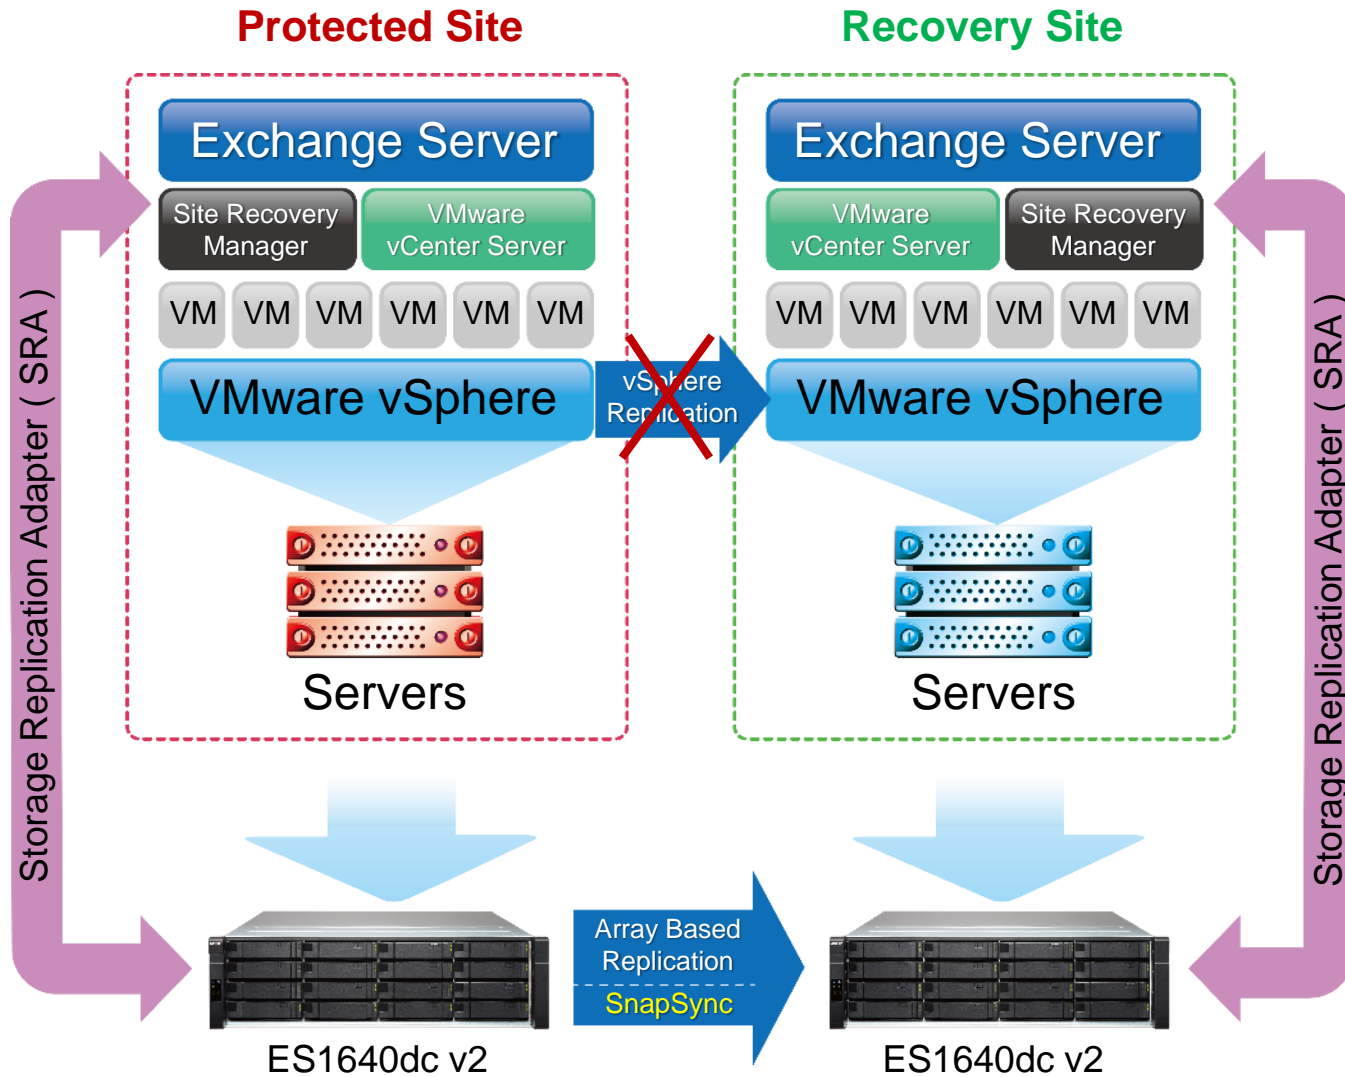 Protected Site
Recovery Site
Exchange Server
Site Recovery
Manager
VMware
vCenter Server
VM VM VM VM VM VM
VMware vSphere
Servers
vSphere
Replication
Exchange Server
VMware
vCenter Server
Site Recovery
Manager
VM VM VM VM VM VM
VMware vSphere
Servers
Storage Replication Adapter ( SRA )
Storage Replication Adapter ( SRA )
Array Based
Replication
SnapSync
ES1640dc v2
ES1640dc v2